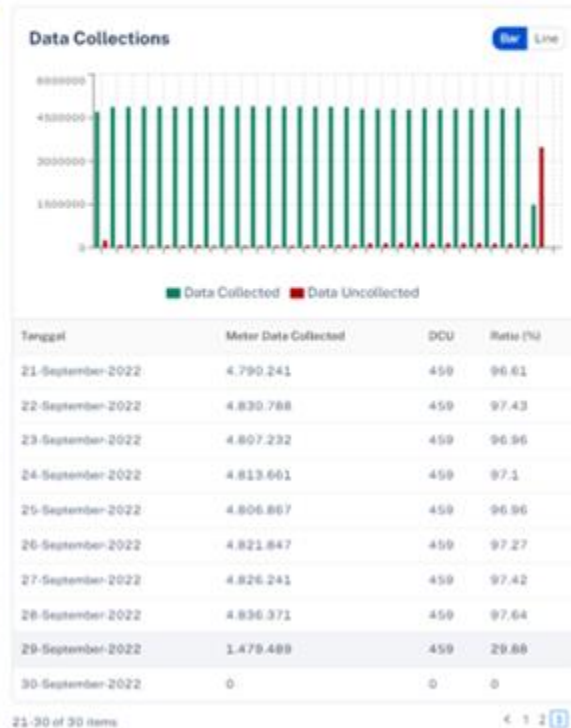 Data Collections
Bar Line
6000000
4500000
3000000
1500000
0
Data Collected Data Uncollected
Tanggal Meter Data Collected DCU Ratio (%)
21-September-2022 4.790.241 459 96.61
22-September-2022 4.830.788 459 97.43
23-September-2022 4.807.232 459 96.96
24-September-2022 4.813.661 459 97.1
25-September-2022 4.806.867 459 96.96
26-September-2022 4.821.847 459 97.27
27-September-2022 4.826.241 459 97.42
28-September-2022 4.836.371 459 97.64
29-September-2022 1.479.489 459 29.88
30-September-2022 0 0 0
21-30 of 30 items
< 1 2 3